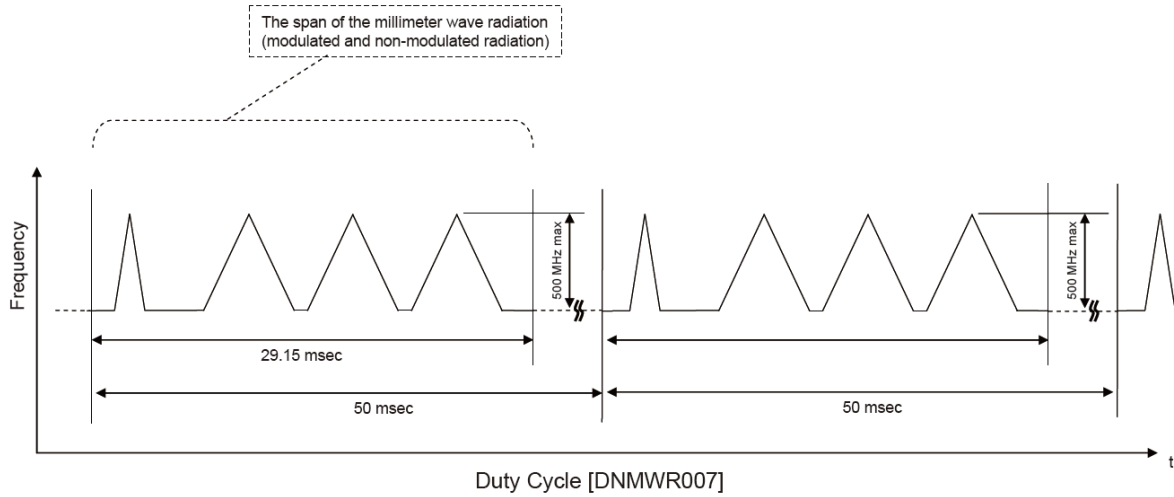 The span of the millimeter wave radiation
(modulated and non-modulated radiation)
Frequency
500 MHz max
500 MHz max
29.15 msec
50 msec
50 msec
t
Duty Cycle [DNMWR007]